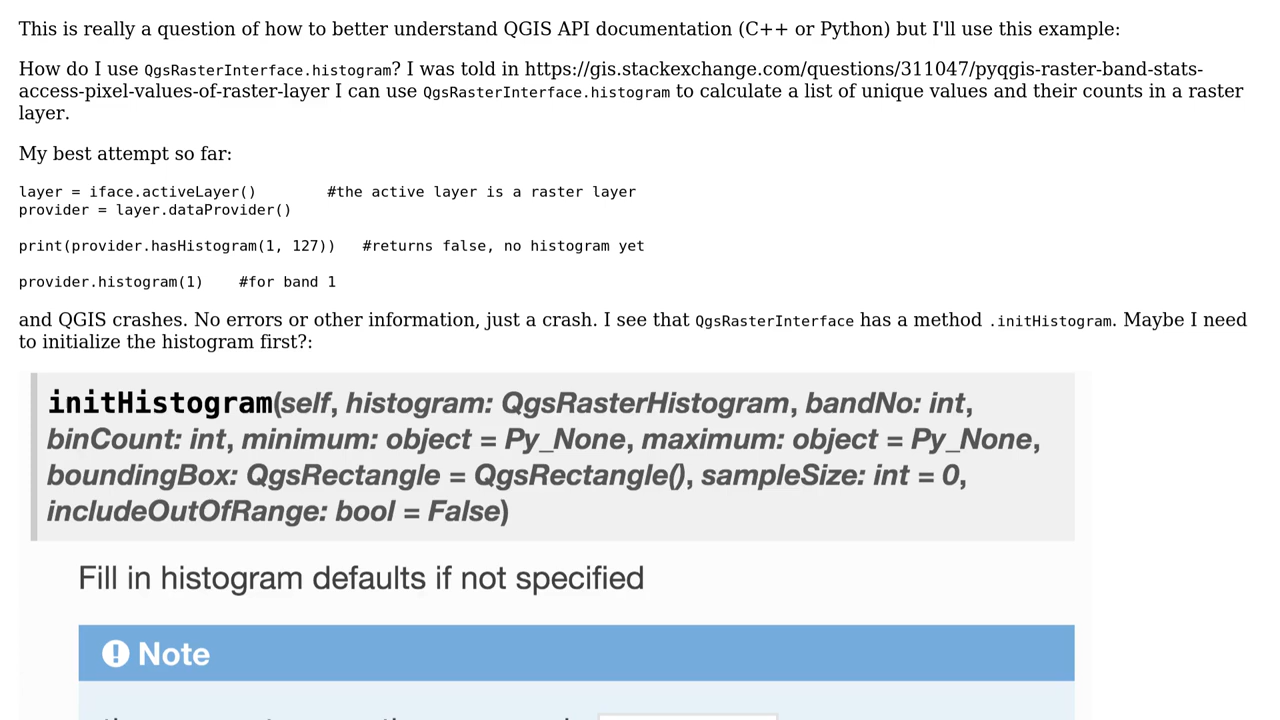 This is really a question of how to better understand QGIS API documentation (C++ or Python) but I'll use this example:
How do I use QgsRasterInterface.histogram? I was told in https://gis.stackexchange.com/questions/311047/pyqgis-raster-band-stats-
access-pixel-values-of-raster-layer I can use QgsRasterInterface.histogram to calculate a list of unique values and their counts in a raster
layer.
My best attempt so far:
layer = iface.activeLayer()        #the active layer is a raster layer
provider = layer.dataProvider()
print(provider.hasHistogram(1, 127))   #returns false, no histogram yet
provider.histogram(1)    #for band 1
and QGIS crashes. No errors or other information, just a crash. I see that QgsRasterInterface has a method .initHistogram. Maybe I need
to initialize the histogram first?:
initHistogram(self, histogram: QgsRasterHistogram, bandNo: int,
binCount: int, minimum: object = Py_None, maximum: object = Py_None,
boundingBox: QgsRectangle = QgsRectangle(), sampleSize: int = 0,
includeOutOfRange: bool = False)
Fill in histogram defaults if not specified
Note